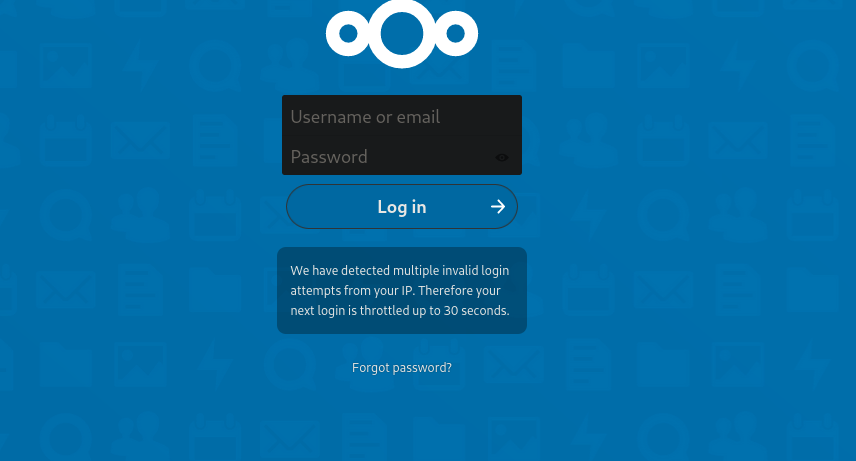 Username or email
Password
Log in
We have detected multiple invalid login
attempts from your IP. Therefore your
next login is throttled up to 30 seconds.
Forgot password?